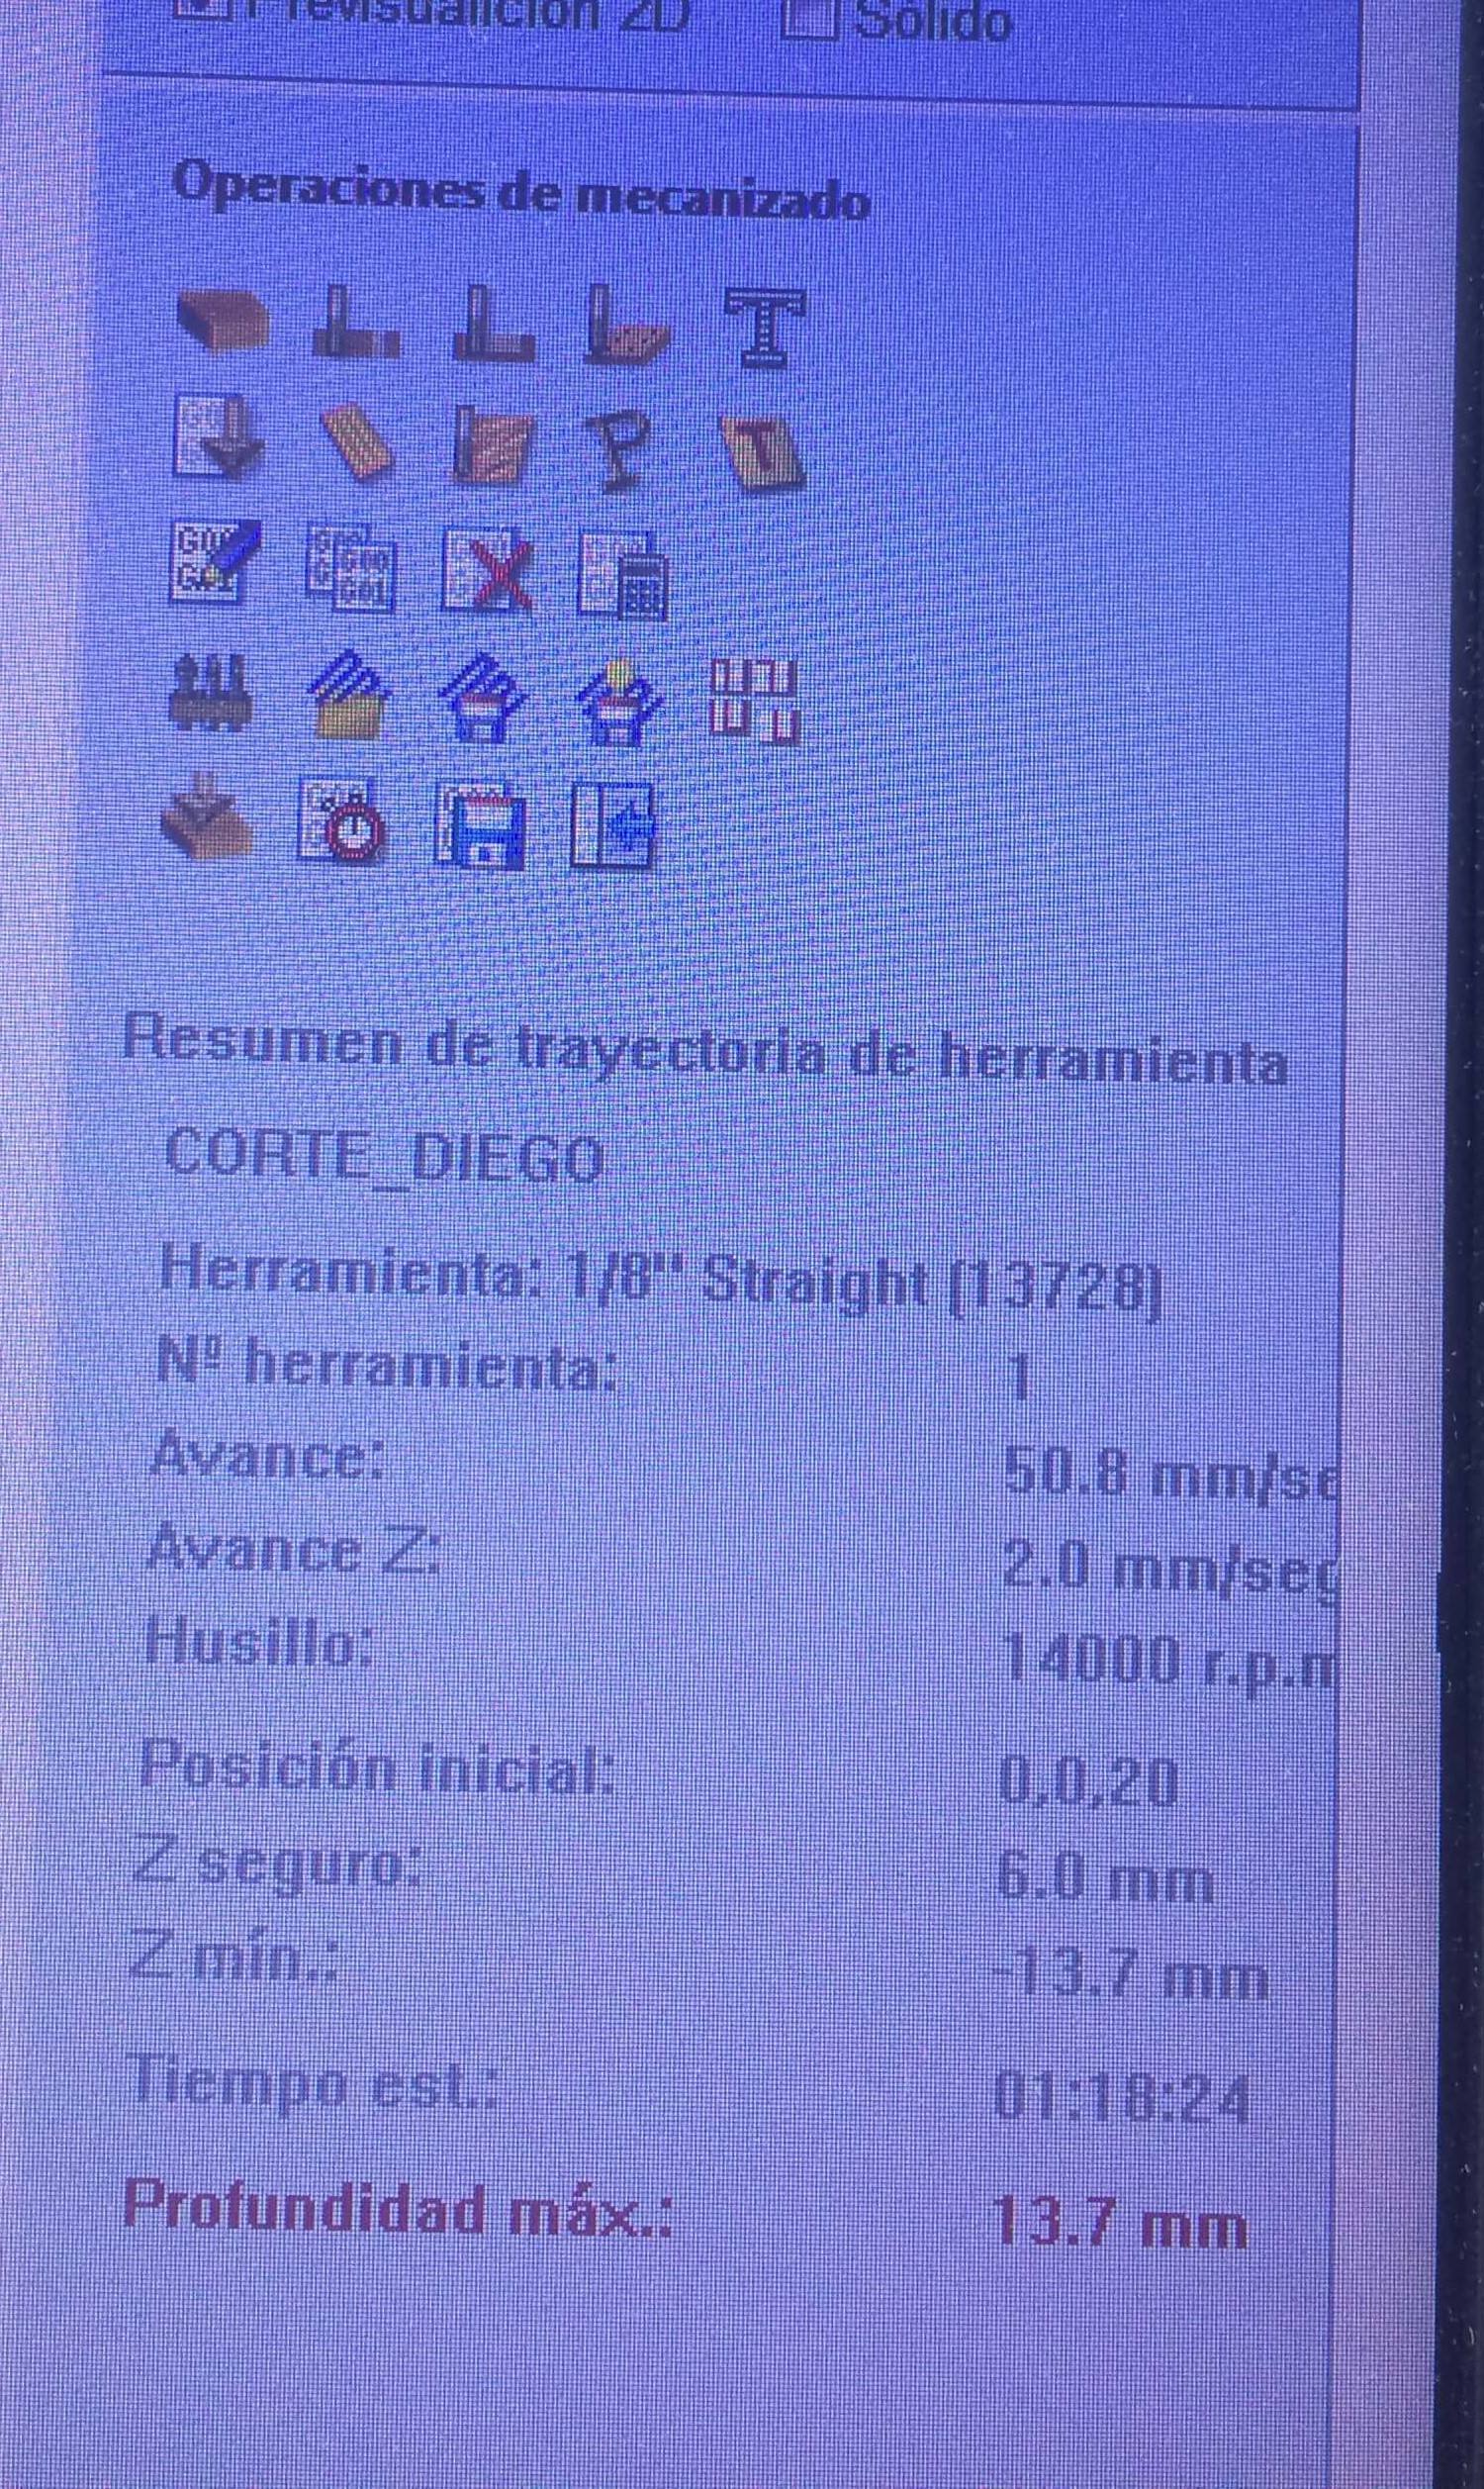 Previsualición 2D Sólido
Operaciones de mecanizado
Resumen de trayectoria de herramienta
CORTE_DIEGO
Herramienta: 1/8" Straight (13728)
Nº herramienta: 1
Avance: 50.8 mm/se
Avance Z: 2.0 mm/seg
Husillo: 14000 r.p.m
Posición inicial: 0,0,20
Z seguro: 6.0 mm
Z mín.: -13.7 mm
Tiempo est.: 01:18:24
Profundidad máx.: 13.7 mm